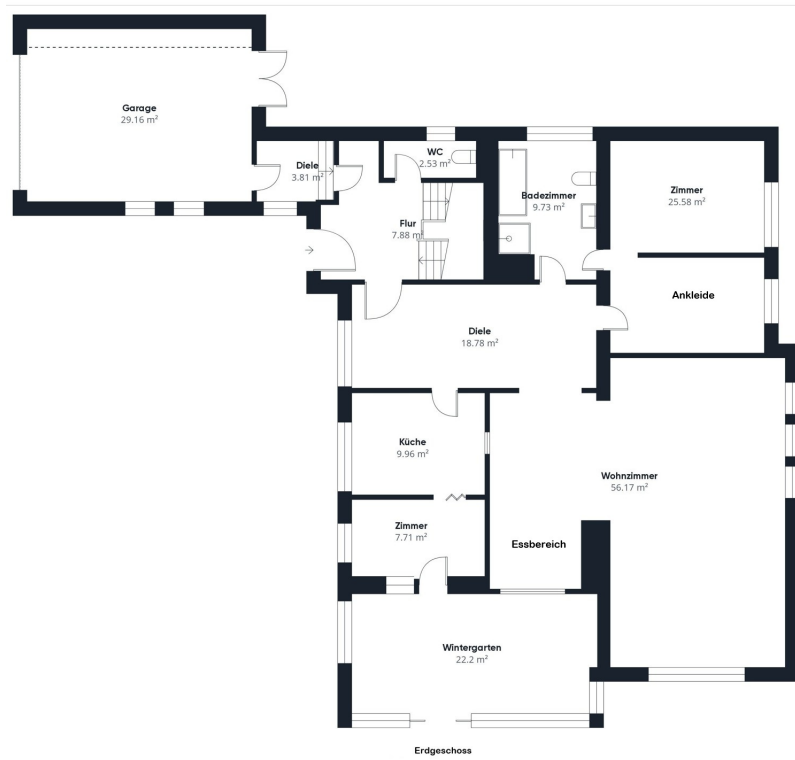 Garage
29.16 m²
Diele
3.81 m²
WC
2.53 m²
Badezimmer
9.73 m²
Zimmer
25.58 m²
Flur
7.88 m²
Ankleide
Diele
18.78 m²
Küche
9.96 m²
Wohnzimmer
56.17 m²
Zimmer
7.71 m²
Essbereich
Wintergarten
22.2 m²
Erdgeschoss